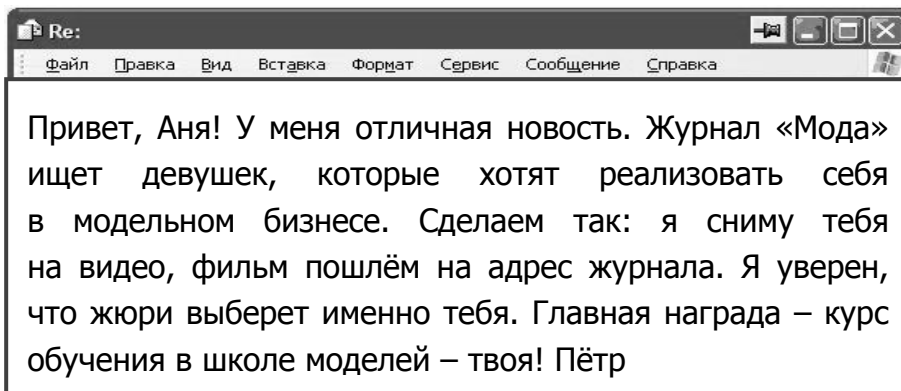 Re:
Файл Правка Вид Вставка Формат Сервис Сообщение Справка
Привет, Аня! У меня отличная новость. Журнал «Мода»
ищет девушек, которые хотят реализовать себя
в модельном бизнесе. Сделаем так: я сниму тебя
на видео, фильм пошлём на адрес журнала. Я уверен,
что жюри выберет именно тебя. Главная награда – курс
обучения в школе моделей – твоя! Пётр